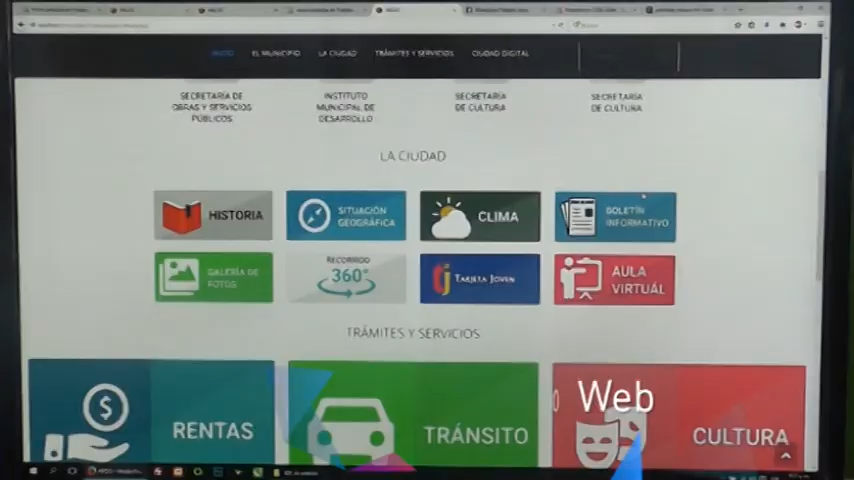 INICIO
EL MUNICIPIO
LA CIUDAD
TRÁMITES Y SERVICIOS
CIUDAD DIGITAL
SECRETARÍA DE
OBRAS Y SERVICIOS
PÚBLICOS
INSTITUTO
MUNICIPAL DE
DESARROLLO
SECRETARÍA
DE CULTURA
SECRETARÍA
DE CULTURA
LA CIUDAD
HISTORIA
SITUACIÓN
GEOGRÁFICA
CLIMA
BOLETÍN
INFORMATIVO
GALERÍA DE
FOTOS
RECORRIDO
360°
TARJETA JOVEN
AULA
VIRTUAL
TRÁMITES Y SERVICIOS
RENTAS
TRÁNSITO
Web
CULTURA